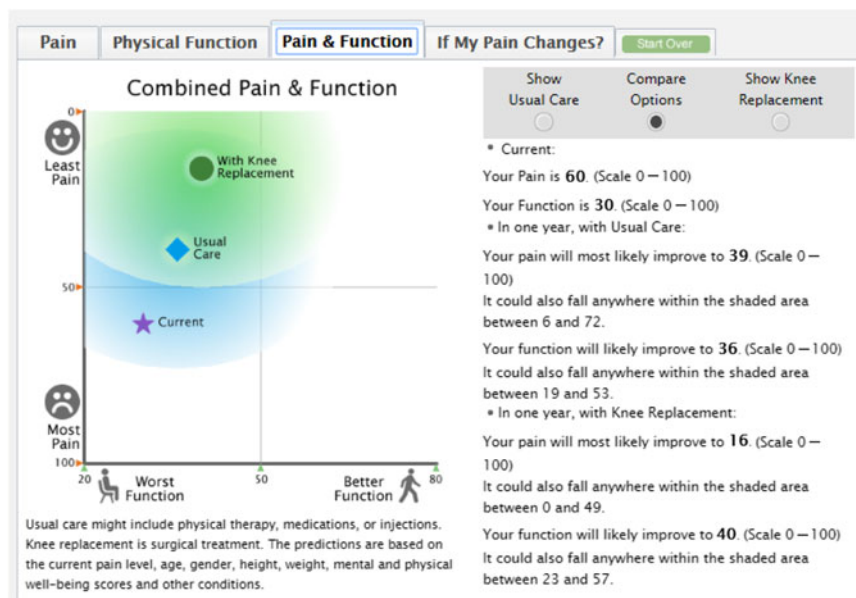 Pain
Physical Function
Pain & Function
If My Pain Changes?
Start Over
Combined Pain & Function
0
Least
Pain
With Knee
Replacement
Usual
Care
50
Current
Most
Pain
100
20
Worst
Function
50
Better
Function
80
Usual care might include physical therapy, medications, or injections.
Knee replacement is surgical treatment. The predictions are based on
the current pain level, age, gender, height, weight, mental and physical
well-being scores and other conditions.
Show
Usual Care
Compare
Options
Show Knee
Replacement
• Current:
Your Pain is 60. (Scale 0 – 100)
Your Function is 30. (Scale 0 – 100)
• In one year, with Usual Care:
Your pain will most likely improve to 39. (Scale 0 –
100)
It could also fall anywhere within the shaded area
between 6 and 72.
Your function will likely improve to 36. (Scale 0 – 100)
It could also fall anywhere within the shaded area
between 19 and 53.
• In one year, with Knee Replacement:
Your pain will most likely improve to 16. (Scale 0 –
100)
It could also fall anywhere within the shaded area
between 0 and 49.
Your function will likely improve to 40. (Scale 0 – 100)
It could also fall anywhere within the shaded area
between 23 and 57.